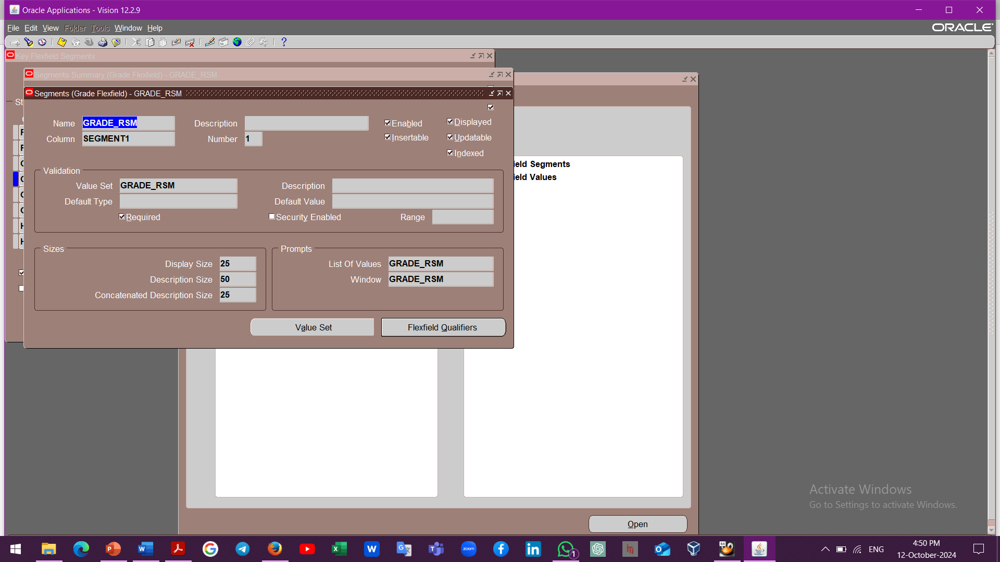 Oracle Applications - Vision 12.2.9
File Edit View Folder Tools Window Help
ORACLE
Key Flexfield Segments
Segments Summary (Grade Flexfield) - GRADE_RSM
Segments (Grade Flexfield) - GRADE_RSM
St
Name GRADE_RSM Description Enabled Displayed
Column SEGMENT1 Number 1 Insertable Updatable
Indexed
ield Segments
ield Values
Validation
Value Set GRADE_RSM Description
Default Type Default Value
Required Security Enabled Range
Sizes
Display Size 25
Description Size 50
Concatenated Description Size 25
Prompts
List Of Values GRADE_RSM
Window GRADE_RSM
Value Set Flexfield Qualifiers
Open
Activate Windows
Go to Settings to activate Windows.
zoom
1
ENG
4:50 PM
12-October-2024